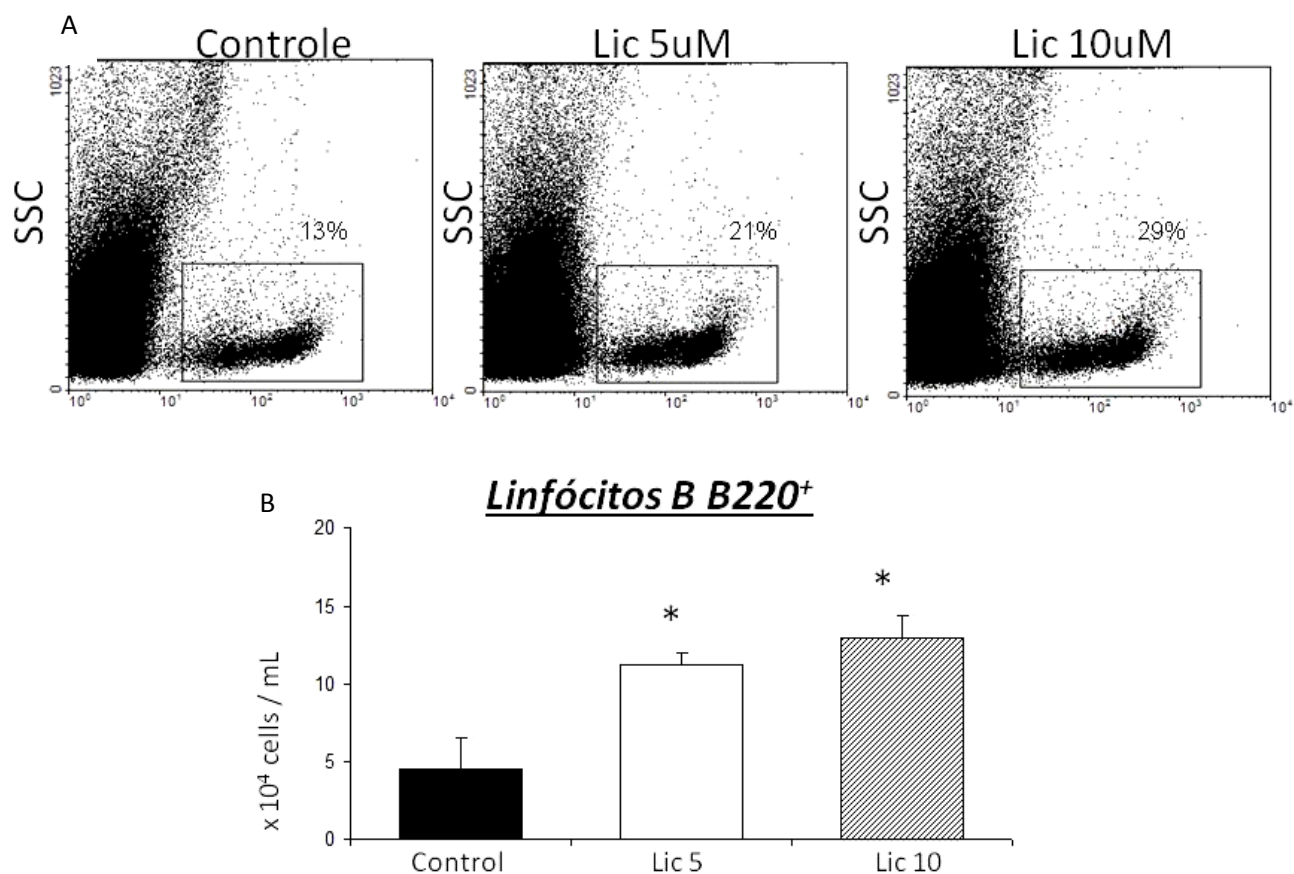 A
Controle Lic 5uM Lic 10uM
1023 1023 1023
SSC SSC SSC
13% 21% 29%
0 0 0
10⁰ 10¹ 10² 10³ 10⁴ 10⁰ 10¹ 10² 10³ 10⁴ 10⁰ 10¹ 10² 10³ 10⁴
B
Linfócitos B B220⁺
20
15
10
5
0
x 10⁴ cells / mL
* *
Control Lic 5 Lic 10